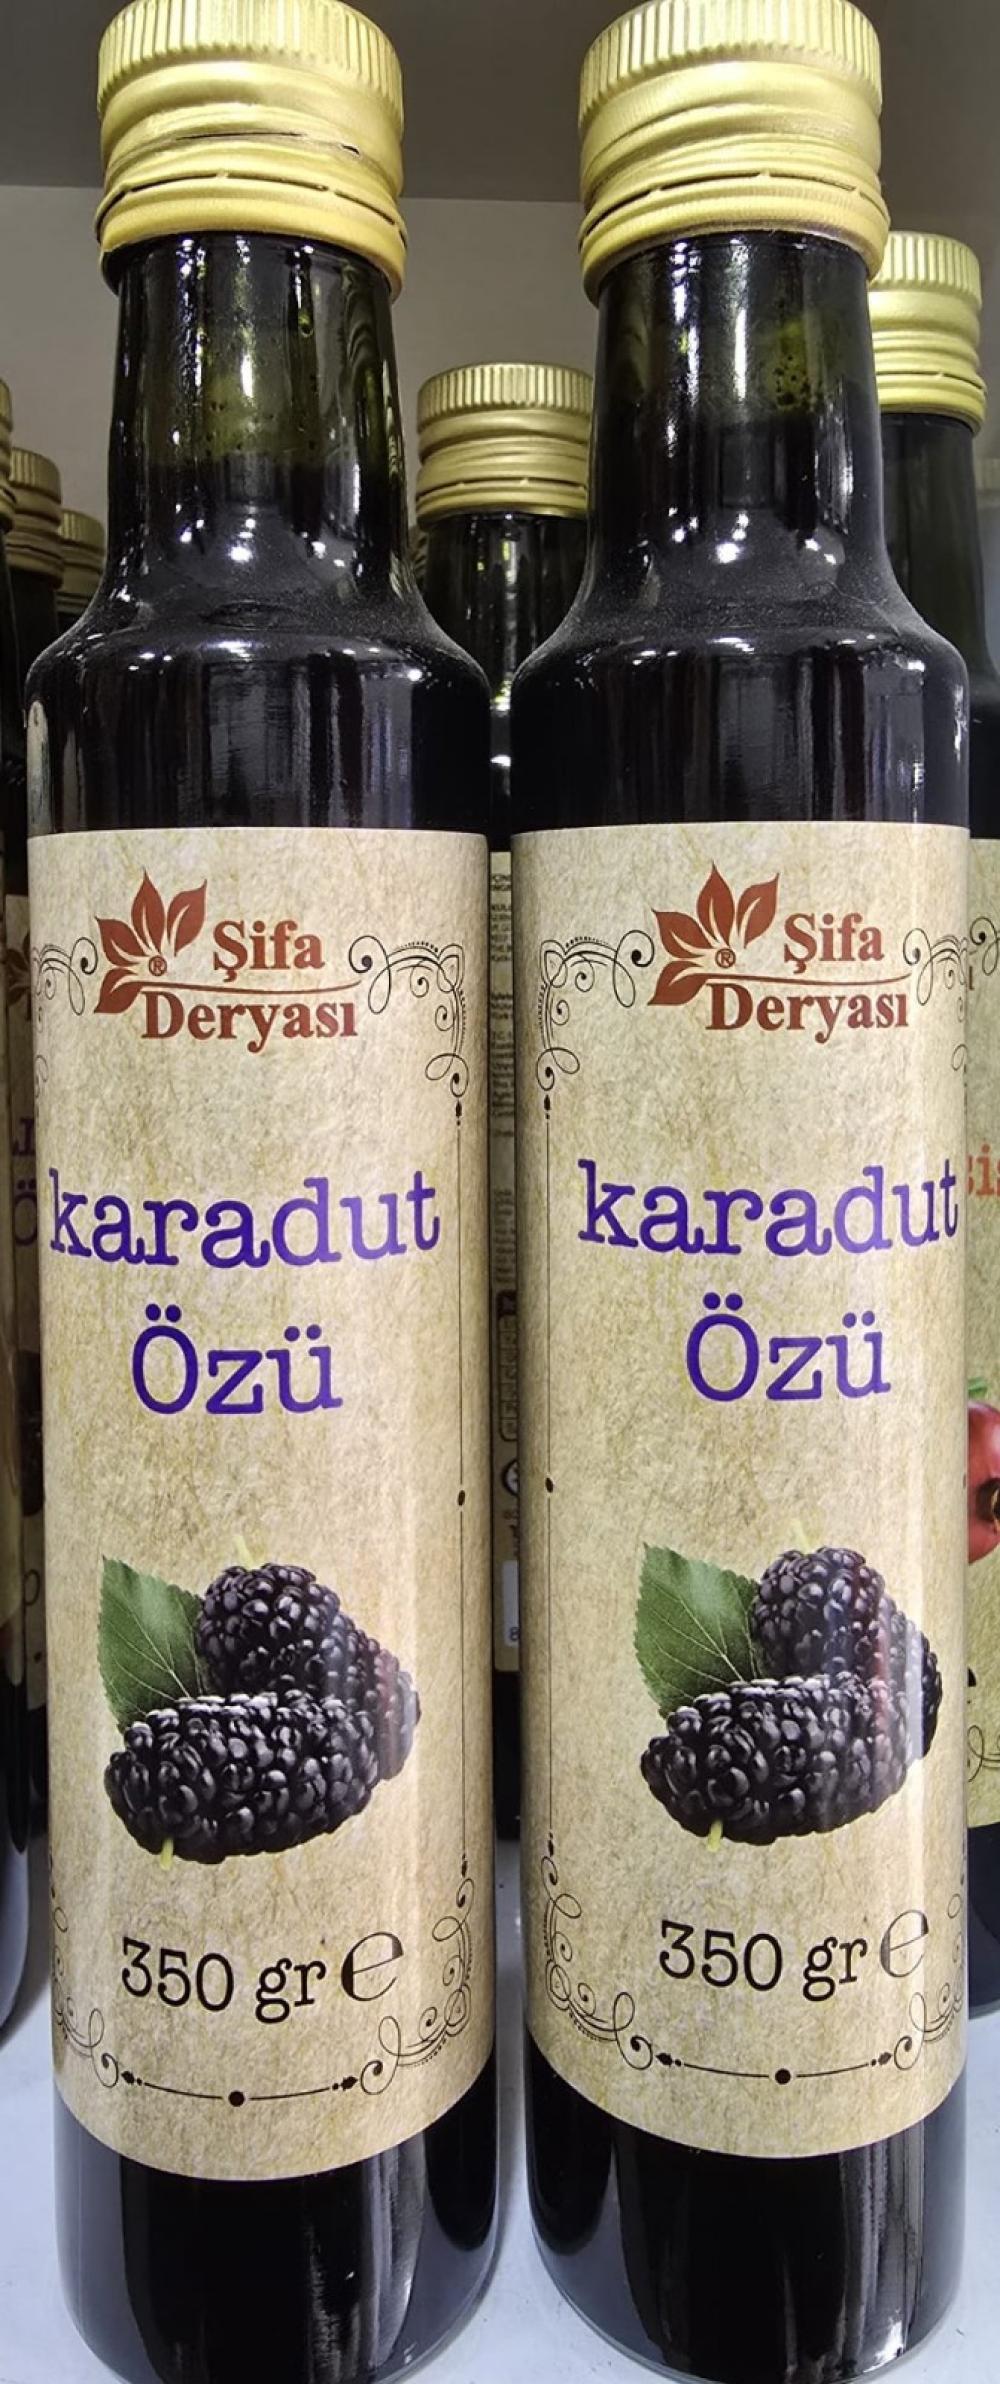 Şifa
Deryası
karadut
Özü
350 gr e
Şifa
Deryası
karadut
Özü
350 gr e